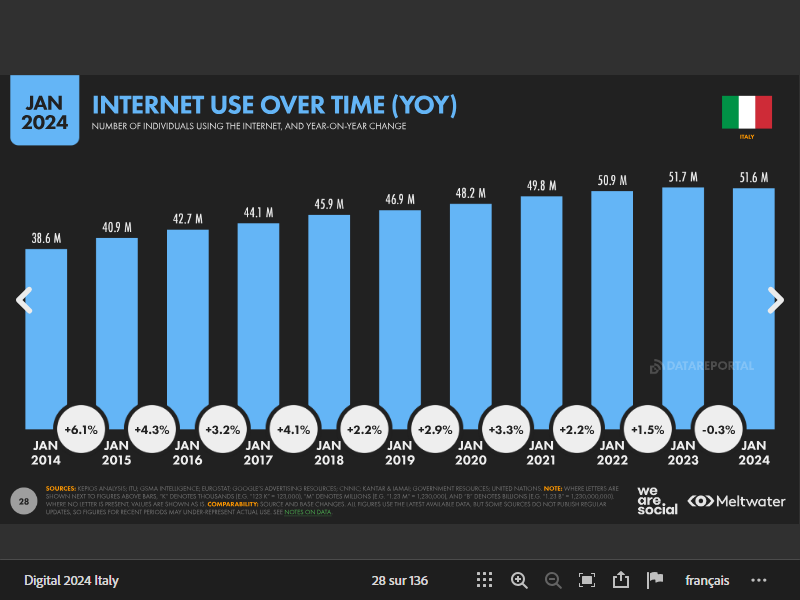 JAN
2024
INTERNET USE OVER TIME (YOY)
NUMBER OF INDIVIDUALS USING THE INTERNET, AND YEAR-ON-YEAR CHANGE
ITALY
38.6 M
40.9 M
42.7 M
44.1 M
45.9 M
46.9 M
48.2 M
49.8 M
50.9 M
51.7 M
51.6 M
DATAREPORTAL
+6.1%
+4.3%
+3.2%
+4.1%
+2.2%
+2.9%
+3.3%
+2.2%
+1.5%
-0.3%
JAN
2014
JAN
2015
JAN
2016
JAN
2017
JAN
2018
JAN
2019
JAN
2020
JAN
2021
JAN
2022
JAN
2023
JAN
2024
28
SOURCES: KEPIOS ANALYSIS; ITU; GSMA INTELLIGENCE; EUROSTAT; GOOGLE'S ADVERTISING RESOURCES; CNNIC; KANTAR & IAMAI; GOVERNMENT RESOURCES; UNITED NATIONS. NOTE: WHERE LETTERS ARE
SHOWN NEXT TO FIGURES ABOVE BARS, "K" DENOTES THOUSANDS (E.G. "123 K" = 123,000), "M" DENOTES MILLIONS (E.G. "1.23 M" = 1,230,000), AND "B" DENOTES BILLIONS (E.G. "1.23 B" = 1,230,000,000).
WHERE NO LETTER IS PRESENT, VALUES ARE SHOWN AS IS. COMPARABILITY: SOURCE AND BASE CHANGES. ALL FIGURES USE THE LATEST AVAILABLE DATA, BUT SOME SOURCES DO NOT PUBLISH REGULAR
UPDATES, SO FIGURES FOR RECENT PERIODS MAY UNDER-REPRESENT ACTUAL USE. SEE NOTES ON DATA.
we
are.
social
Meltwater
Digital 2024 Italy
28 sur 136
français